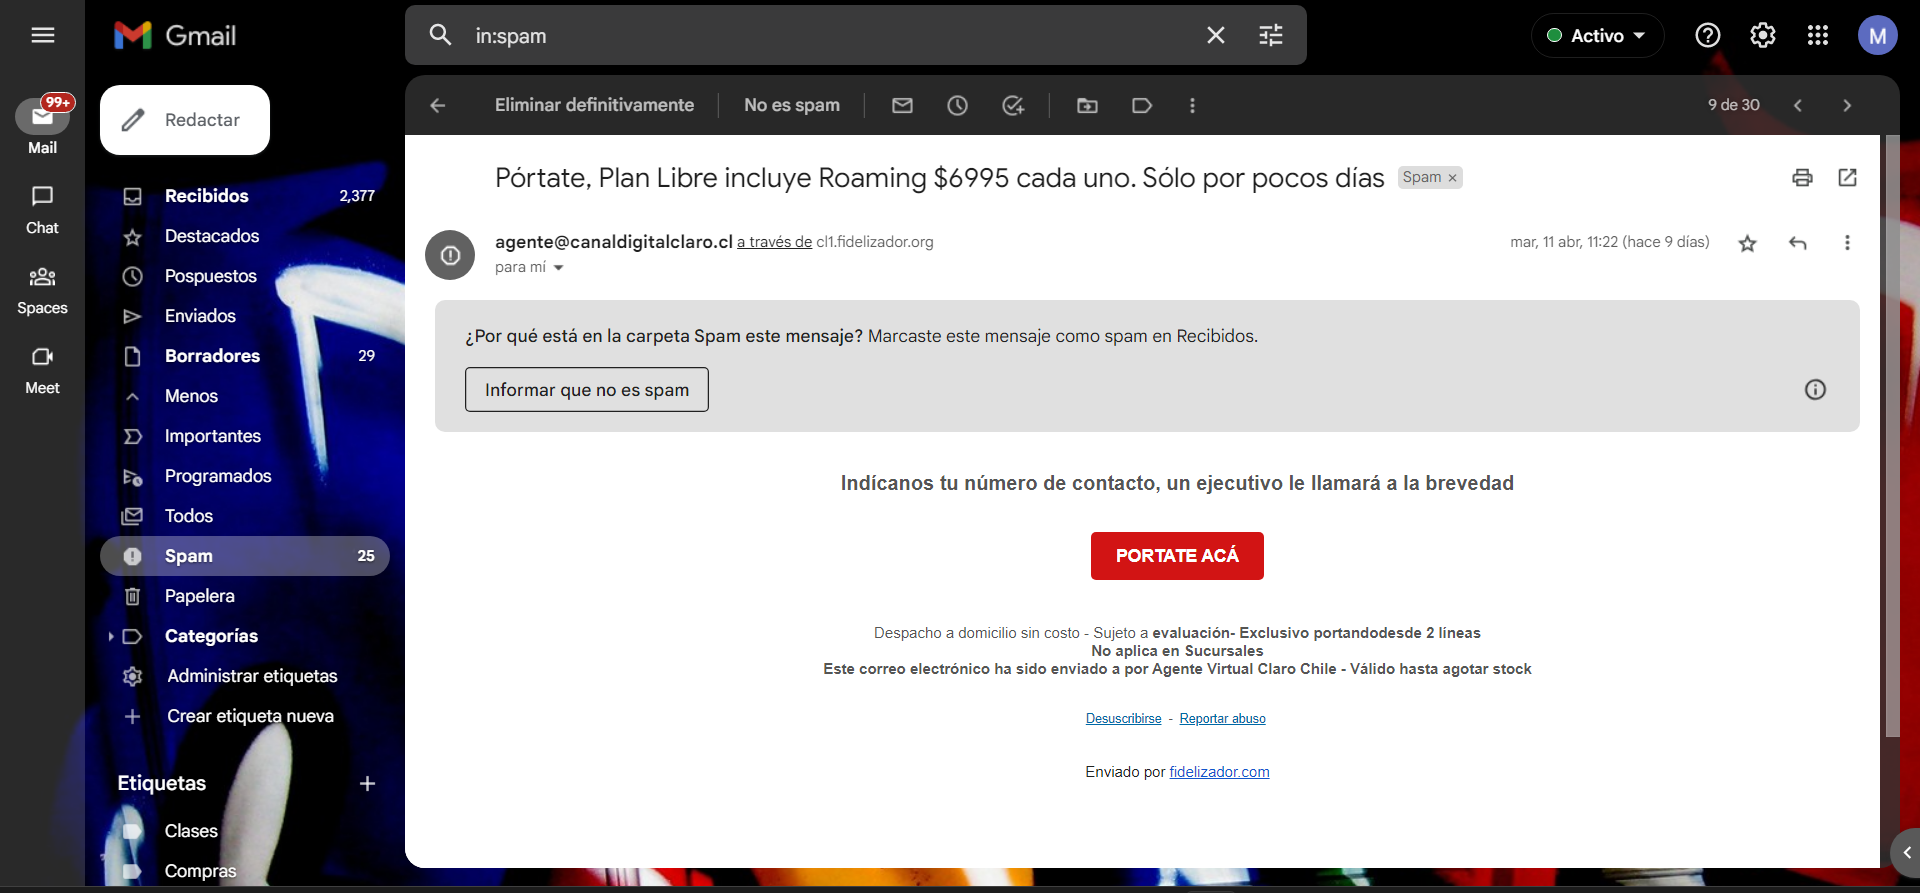 Gmail
in:spam
Activo
M
99+
Mail
Chat
Spaces
Meet
Redactar
Recibidos 2,377
Destacados
Pospuestos
Enviados
Borradores 29
Menos
Importantes
Programados
Todos
Spam 25
Papelera
Categorías
Administrar etiquetas
Crear etiqueta nueva
Etiquetas
Clases
Compras
Eliminar definitivamente
No es spam
9 de 30
Pórtate, Plan Libre incluye Roaming $6995 cada uno. Sólo por pocos días Spam ×
agente@canaldigitalclaro.cl a través de cl1.fidelizador.org
mar, 11 abr, 11:22 (hace 9 días)
para mí
¿Por qué está en la carpeta Spam este mensaje? Marcaste este mensaje como spam en Recibidos.
Informar que no es spam
Indícanos tu número de contacto, un ejecutivo le llamará a la brevedad
PORTATE ACÁ
Despacho a domicilio sin costo - Sujeto a evaluación- Exclusivo portandodesde 2 líneas
No aplica en Sucursales
Este correo electrónico ha sido enviado a por Agente Virtual Claro Chile - Válido hasta agotar stock
Desuscribirse - Reportar abuso
Enviado por fidelizador.com